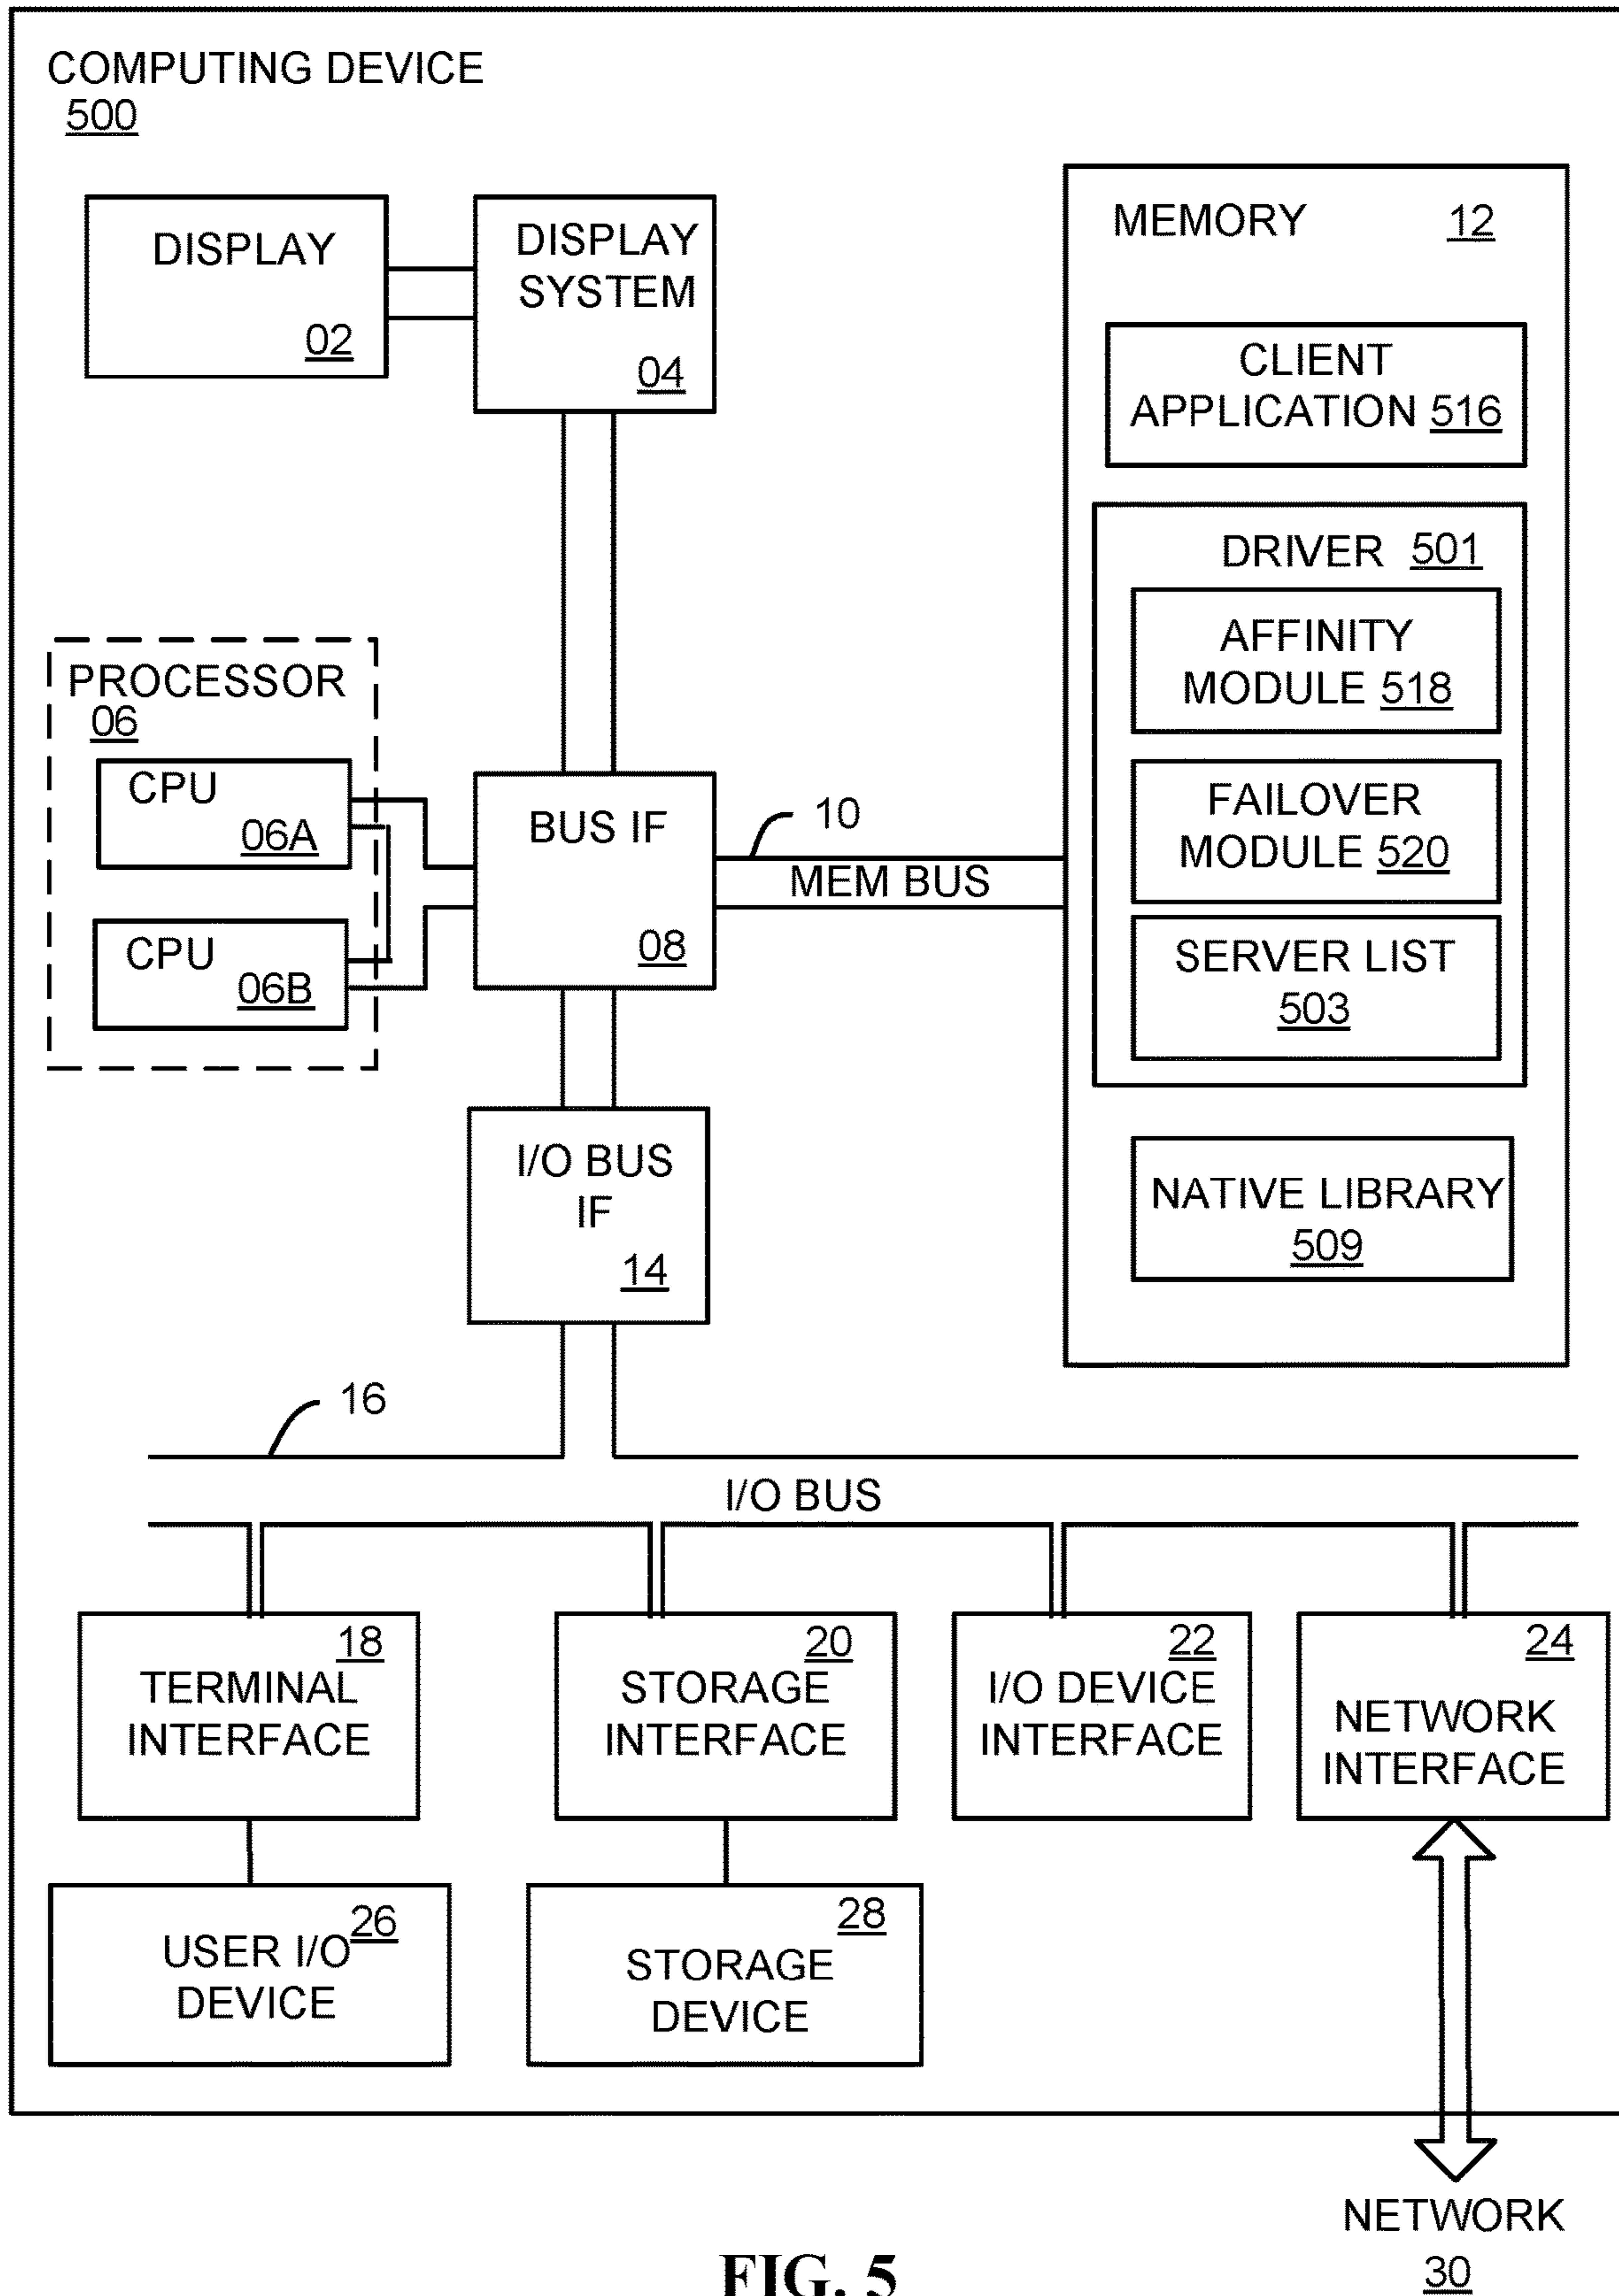 COMPUTING DEVICE
500
DISPLAY
02
DISPLAY
SYSTEM
04
MEMORY 12
CLIENT
APPLICATION 516
DRIVER 501
AFFINITY
MODULE 518
FAILOVER
MODULE 520
SERVER LIST
503
NATIVE LIBRARY
509
PROCESSOR
06
CPU
06A
CPU
06B
BUS IF
08
10
MEM BUS
I/O BUS
IF
14
16
I/O BUS
18
TERMINAL
INTERFACE
20
STORAGE
INTERFACE
22
I/O DEVICE
INTERFACE
24
NETWORK
INTERFACE
26
USER I/O
DEVICE
28
STORAGE
DEVICE
NETWORK
30
FIG. 5